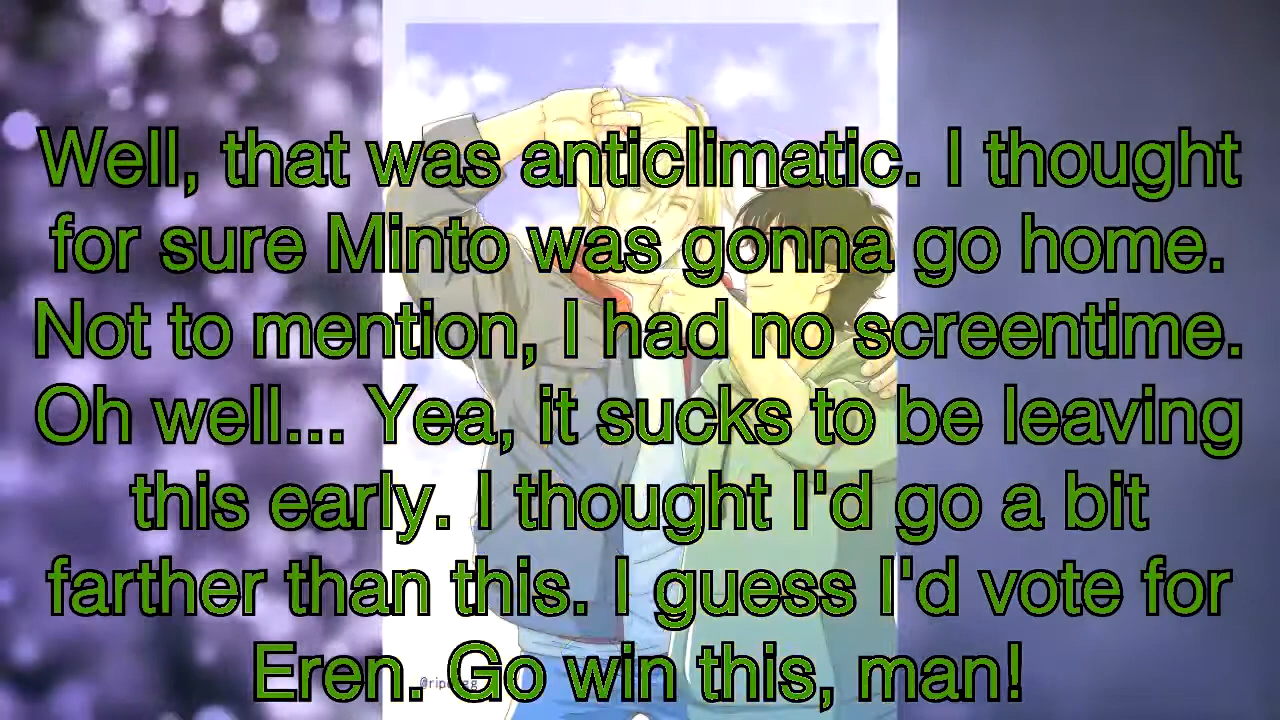 Well, that was anticlimatic. I thought
for sure Minto was gonna go home.
Not to mention, I had no screentime.
Oh well... Yea, it sucks to be leaving
this early. I thought I'd go a bit
farther than this. I guess I'd vote for
Eren. Go win this, man!